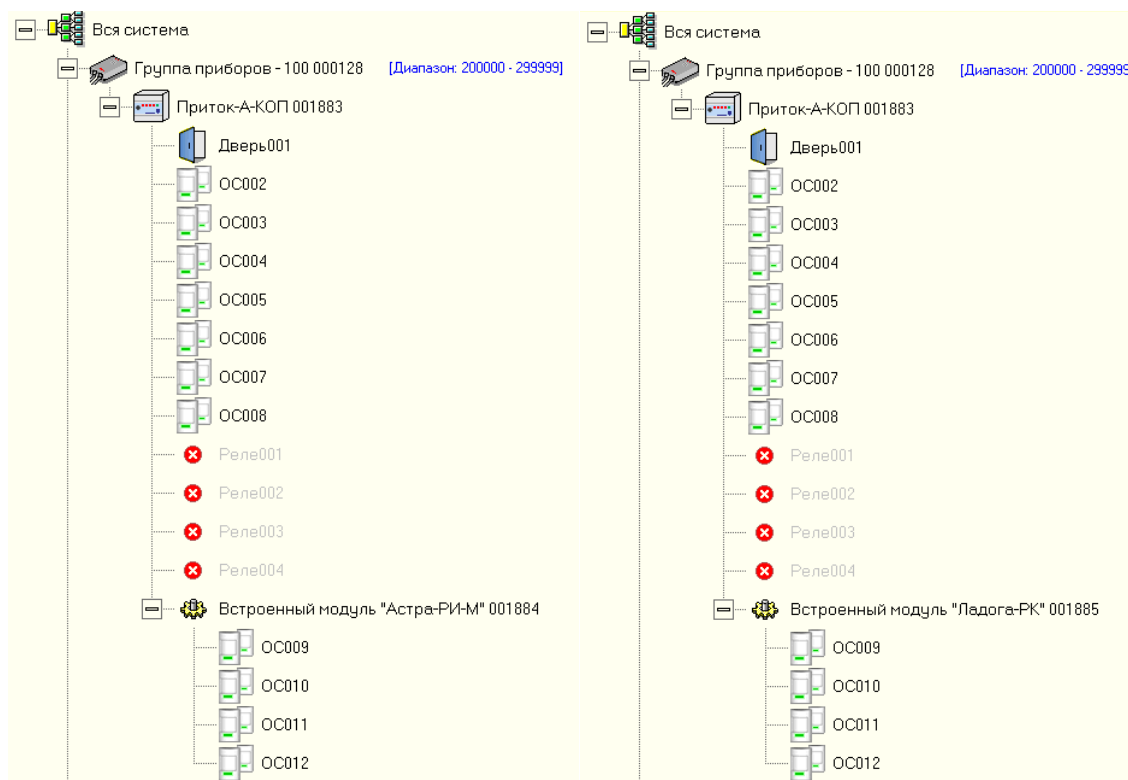 Вся система
Группа приборов - 100 000128 [Диапазон: 200000 - 299999]
Приток-А-КОП 001883
Дверь001
ОС002
ОС003
ОС004
ОС005
ОС006
ОС007
ОС008
Реле001
Реле002
Реле003
Реле004
Встроенный модуль "Астра-РИ-М" 001884
ОС009
ОС010
ОС011
ОС012
Вся система
Группа приборов - 100 000128 [Диапазон: 200000 - 299999
Приток-А-КОП 001883
Дверь001
ОС002
ОС003
ОС004
ОС005
ОС006
ОС007
ОС008
Реле001
Реле002
Реле003
Реле004
Встроенный модуль "Ладога-РК" 001885
ОС009
ОС010
ОС011
ОС012